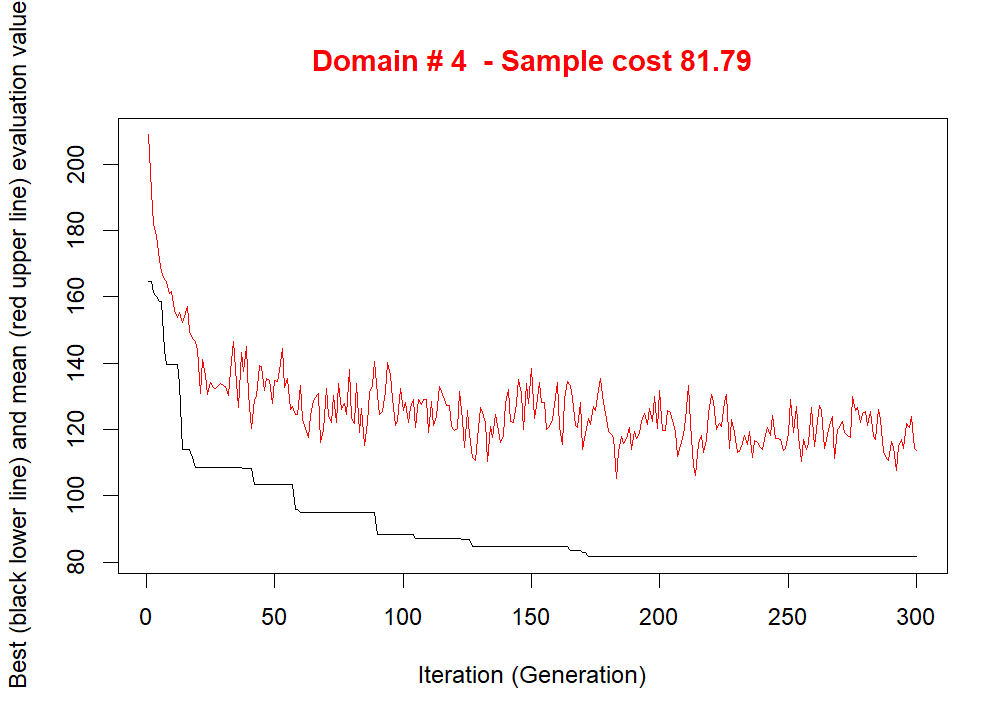 Domain # 4  - Sample cost 81.79
Best (black lower line) and mean (red upper line) evaluation value
200
180
160
140
120
100
80
0 50 100 150 200 250 300
Iteration (Generation)